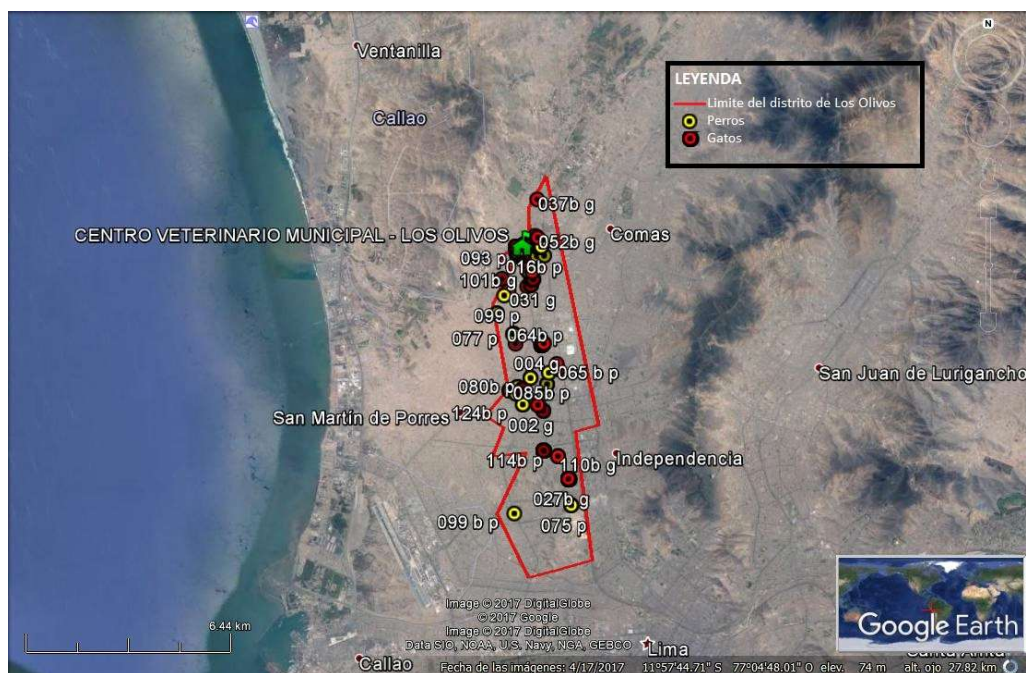 N
Ventanilla
LEYENDA
Limite del distrito de Los Olivos
Perros
Gatos
Callao
037b g
CENTRO VETERINARIO MUNICIPAL - LOS OLIVOS
052b g
Comas
093 p
016b p
101b g
031 g
099 p
077 p
064b p
004 g
065 b p
San Juan de Lurigancho
080b p
085b p
San Martín de Porres
124b p
002 g
114b p
110b g
Independencia
027b g
099 b p
075 p
Image © 2017 DigitalGlobe
© 2017 Google
Image © 2017 DigitalGlobe
Data SIO, NOAA, U.S. Navy, NGA, GEBCO
6.44 km
Google Earth
Lima
Callao
Fecha de las imágenes: 4/17/2017 11°57'44.71" S 77°04'48.01" O elev. 74 m alt. ojo 27.82 km